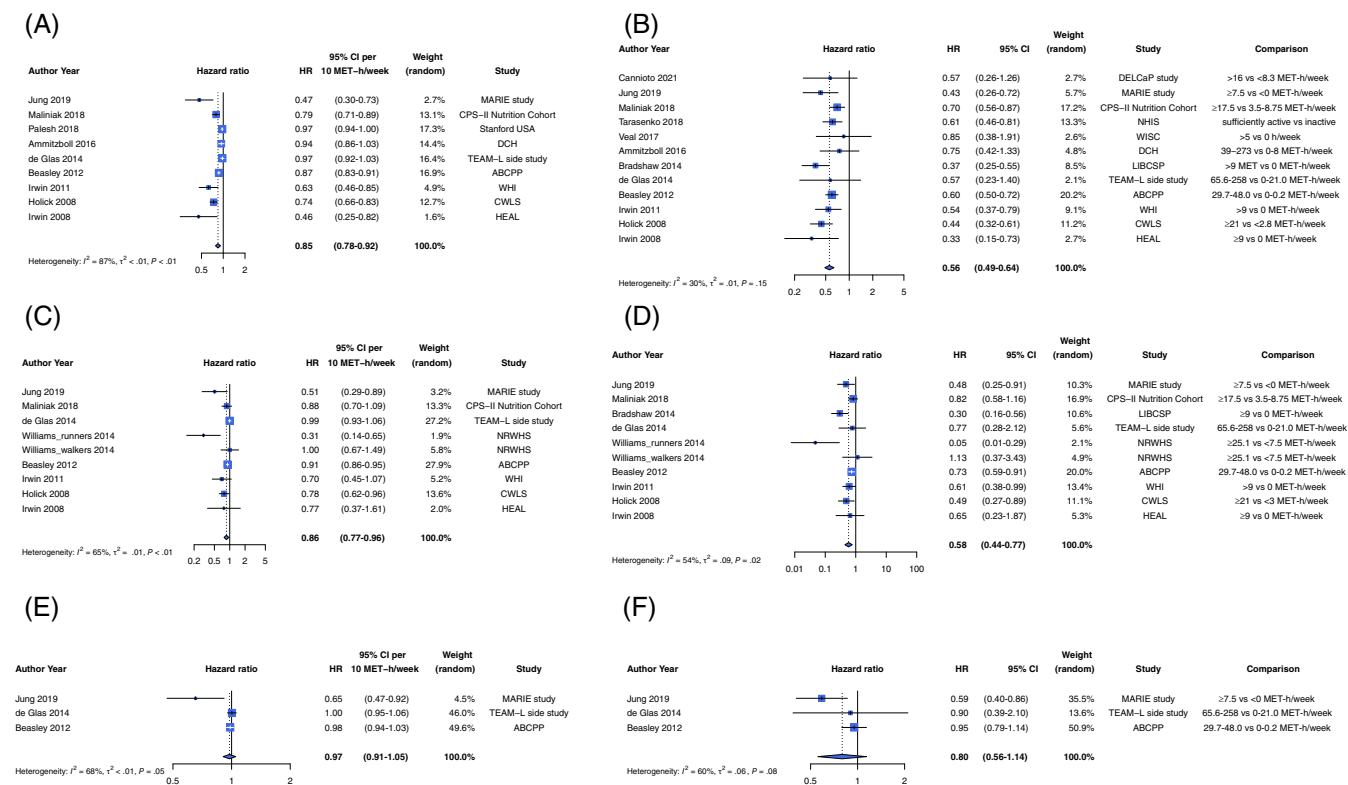 (A)
95% CI per Weight
Author Year Hazard ratio HR 10 MET−h/week (random) Study
Jung 2019 0.47 (0.30-0.73) 2.7% MARIE study
Maliniak 2018 0.79 (0.71-0.89) 13.1% CPS−II Nutrition Cohort
Palesh 2018 0.97 (0.94-1.00) 17.3% Stanford USA
Ammitzboll 2016 0.94 (0.86-1.03) 14.4% DCH
de Glas 2014 0.97 (0.92-1.03) 16.4% TEAM−L side study
Beasley 2012 0.87 (0.83-0.91) 16.9% ABCPP
Irwin 2011 0.63 (0.46-0.85) 4.9% WHI
Holick 2008 0.74 (0.66-0.83) 12.7% CWLS
Irwin 2008 0.46 (0.25-0.82) 1.6% HEAL
0.85 (0.78-0.92) 100.0%
Heterogeneity: I² = 87%, τ² < .01, P < .01
0.5 1 2
(B)
Weight
Author Year Hazard ratio HR 95% CI (random) Study Comparison
Cannioto 2021 0.57 (0.26-1.26) 2.7% DELCaP study >16 vs <8.3 MET-h/week
Jung 2019 0.43 (0.26-0.72) 5.7% MARIE study ≥7.5 vs <0 MET-h/week
Maliniak 2018 0.70 (0.56-0.87) 17.2% CPS−II Nutrition Cohort ≥17.5 vs 3.5-8.75 MET-h/week
Tarasenko 2018 0.61 (0.46-0.81) 13.3% NHIS sufficiently active vs inactive
Veal 2017 0.85 (0.38-1.91) 2.6% WISC >5 vs 0 h/week
Ammitzboll 2016 0.75 (0.42-1.33) 4.8% DCH 39−273 vs 0-8 MET-h/week
Bradshaw 2014 0.37 (0.25-0.55) 8.5% LIBCSP >9 MET vs 0 MET-h/week
de Glas 2014 0.57 (0.23-1.40) 2.1% TEAM−L side study 65.6-258 vs 0-21.0 MET-h/week
Beasley 2012 0.60 (0.50-0.72) 20.2% ABCPP 29.7-48.0 vs 0-0.2 MET-h/week
Irwin 2011 0.54 (0.37-0.79) 9.1% WHI >9 vs 0 MET-h/week
Holick 2008 0.44 (0.32-0.61) 11.2% CWLS ≥21 vs <2.8 MET-h/week
Irwin 2008 0.33 (0.15-0.73) 2.7% HEAL ≥9 vs 0 MET-h/week
0.56 (0.49-0.64) 100.0%
Heterogeneity: I² = 30%, τ² = .01, P = .15
0.2 0.5 1 2 5
(C)
95% CI per Weight
Author Year Hazard ratio HR 10 MET−h/week (random) Study
Jung 2019 0.51 (0.29-0.89) 3.2% MARIE study
Maliniak 2018 0.88 (0.70-1.09) 13.3% CPS−II Nutrition Cohort
de Glas 2014 0.99 (0.93-1.06) 27.2% TEAM−L side study
Williams_runners 2014 0.31 (0.14-0.65) 1.9% NRWHS
Williams_walkers 2014 1.00 (0.67-1.49) 5.8% NRWHS
Beasley 2012 0.91 (0.86-0.95) 27.9% ABCPP
Irwin 2011 0.70 (0.45-1.07) 5.2% WHI
Holick 2008 0.78 (0.62-0.96) 13.6% CWLS
Irwin 2008 0.77 (0.37-1.61) 2.0% HEAL
0.86 (0.77-0.96) 100.0%
Heterogeneity: I² = 65%, τ² = .01, P < .01
0.2 0.5 1 2 5
(D)
Weight
Author Year Hazard ratio HR 95% CI (random) Study Comparison
Jung 2019 0.48 (0.25-0.91) 10.3% MARIE study ≥7.5 vs <0 MET-h/week
Maliniak 2018 0.82 (0.58-1.16) 16.9% CPS−II Nutrition Cohort ≥17.5 vs 3.5-8.75 MET-h/week
Bradshaw 2014 0.30 (0.16-0.56) 10.6% LIBCSP ≥9 vs 0 MET-h/week
de Glas 2014 0.77 (0.28-2.12) 5.6% TEAM−L side study 65.6-258 vs 0-21.0 MET-h/week
Williams_runners 2014 0.05 (0.01-0.29) 2.1% NRWHS ≥25.1 vs <7.5 MET-h/week
Williams_walkers 2014 1.13 (0.37-3.43) 4.9% NRWHS ≥25.1 vs <7.5 MET-h/week
Beasley 2012 0.73 (0.59-0.91) 20.0% ABCPP 29.7-48.0 vs 0-0.2 MET-h/week
Irwin 2011 0.61 (0.38-0.99) 13.4% WHI >9 vs 0 MET-h/week
Holick 2008 0.49 (0.27-0.89) 11.1% CWLS ≥21 vs <3 MET-h/week
Irwin 2008 0.65 (0.23-1.87) 5.3% HEAL ≥9 vs 0 MET-h/week
0.58 (0.44-0.77) 100.0%
Heterogeneity: I² = 54%, τ² = .09, P = .02
0.01 0.1 1 10 100
(E)
95% CI per Weight
Author Year Hazard ratio HR 10 MET−h/week (random) Study
Jung 2019 0.65 (0.47-0.92) 4.5% MARIE study
de Glas 2014 1.00 (0.95-1.06) 46.0% TEAM−L side study
Beasley 2012 0.98 (0.94-1.03) 49.6% ABCPP
0.97 (0.91-1.05) 100.0%
Heterogeneity: I² = 68%, τ² < .01, P = .05
0.5 1 2
(F)
Weight
Author Year Hazard ratio HR 95% CI (random) Study Comparison
Jung 2019 0.59 (0.40-0.86) 35.5% MARIE study ≥7.5 vs <0 MET-h/week
de Glas 2014 0.90 (0.39-2.10) 13.6% TEAM−L side study 65.6-258 vs 0-21.0 MET-h/week
Beasley 2012 0.95 (0.79-1.14) 50.9% ABCPP 29.7-48.0 vs 0-0.2 MET-h/week
0.80 (0.56-1.14) 100.0%
Heterogeneity: I² = 60%, τ² = .06, P = .08
0.5 1 2